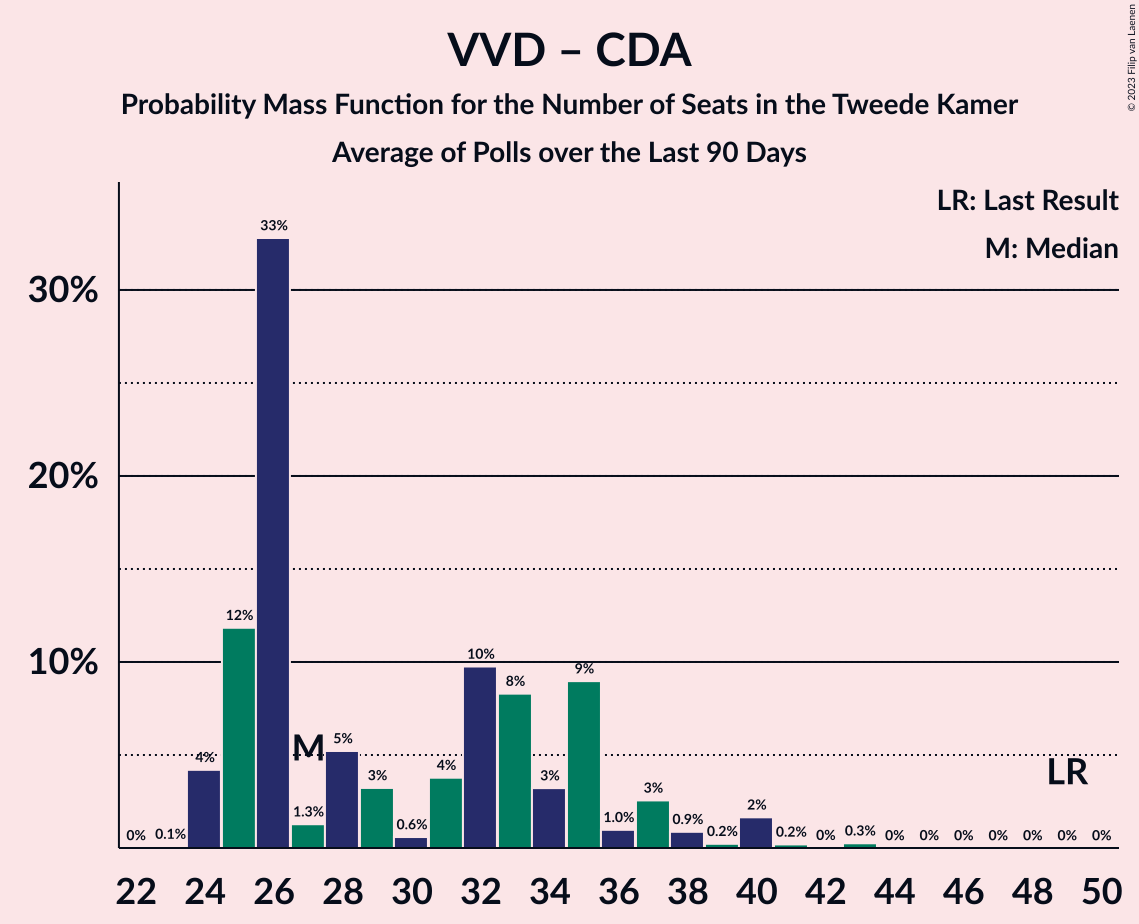 VVD – CDA
Probability Mass Function for the Number of Seats in the Tweede Kamer
Average of Polls over the Last 90 Days
© 2023 Filip van Laenen
LR: Last Result
M: Median
30%
20%
10%
0% 0.1% 4% 12% 33% 1.3% 5% 3% 0.6% 4% 10% 8% 3% 9% 1.0% 3% 0.9% 0.2% 2% 0.2% 0% 0.3% 0% 0% 0% 0% 0% 0% 0%
M
LR
22 24 26 28 30 32 34 36 38 40 42 44 46 48 50